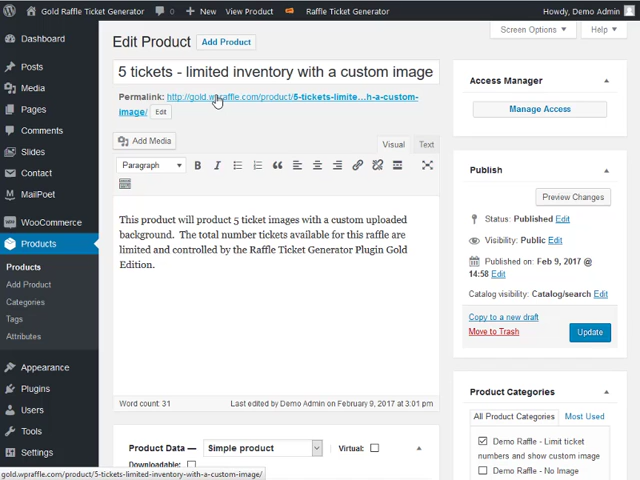 Gold Raffle Ticket Generator 0 New View Product Raffle Ticket Generator Howdy, Demo Admin
Screen Options Help
Dashboard
Posts
Media
Pages
Comments
Slides
Contact
MailPoet
WooCommerce
Products
Products
Add Product
Categories
Tags
Attributes
Appearance
Plugins
Users
Tools
Settings
Edit Product Add Product
5 tickets - limited inventory with a custom image
Permalink: http://gold.wpraffle.com/product/5-tickets-limite…h-a-custom-
image/ Edit
Add Media Visual Text
Paragraph B I
This product will product 5 ticket images with a custom uploaded
background. The total number tickets available for this raffle are
limited and controlled by the Raffle Ticket Generator Plugin Gold
Edition.
Word count: 31 Last edited by Demo Admin on February 9, 2017 at 3:01 pm
Product Data — Simple product Virtual:
Downloadable:
Access Manager
Manage Access
Publish
Preview Changes
Status: Published Edit
Visibility: Public Edit
Published on: Feb 9, 2017 @
14:58 Edit
Catalog visibility: Catalog/search Edit
Copy to a new draft
Move to Trash Update
Product Categories
All Product Categories Most Used
Demo Raffle - Limit ticket
numbers and show custom image
Demo Raffle - No Image
gold.wpraffle.com/product/5-tickets-limited-inventory-with-a-custom-image/